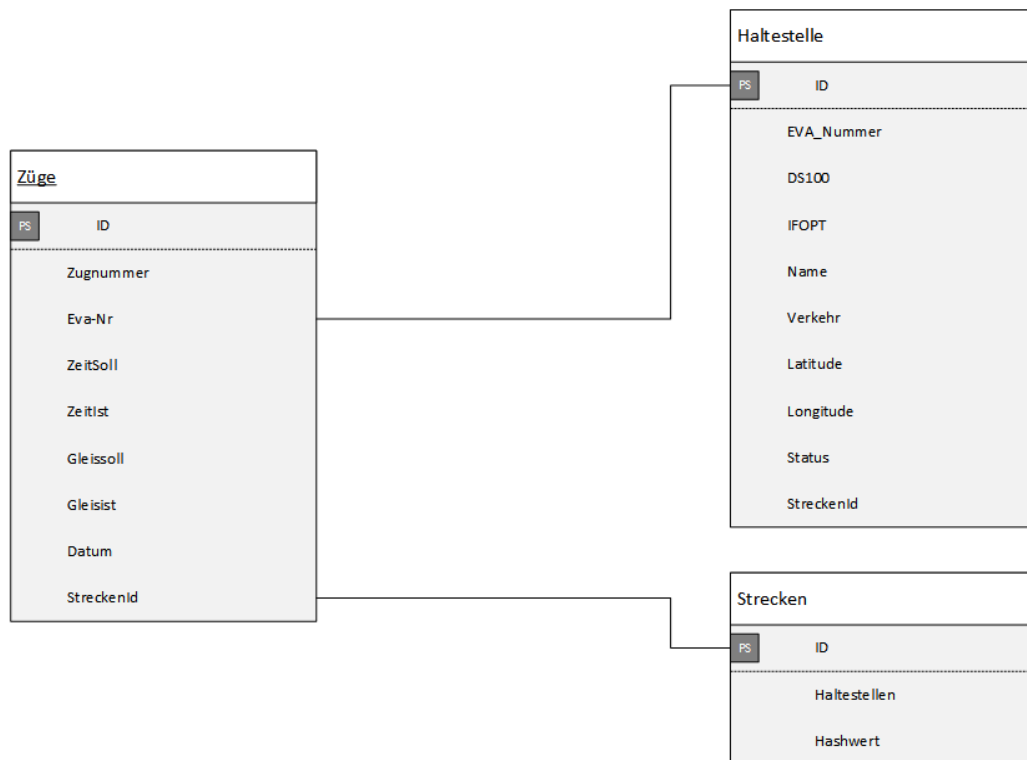 Züge
PS ID
Zugnummer
Eva-Nr
ZeitSoll
ZeitIst
Gleissoll
Gleisist
Datum
StreckenId
Haltestelle
PS ID
EVA_Nummer
DS100
IFOPT
Name
Verkehr
Latitude
Longitude
Status
StreckenId
Strecken
PS ID
Haltestellen
Hashwert